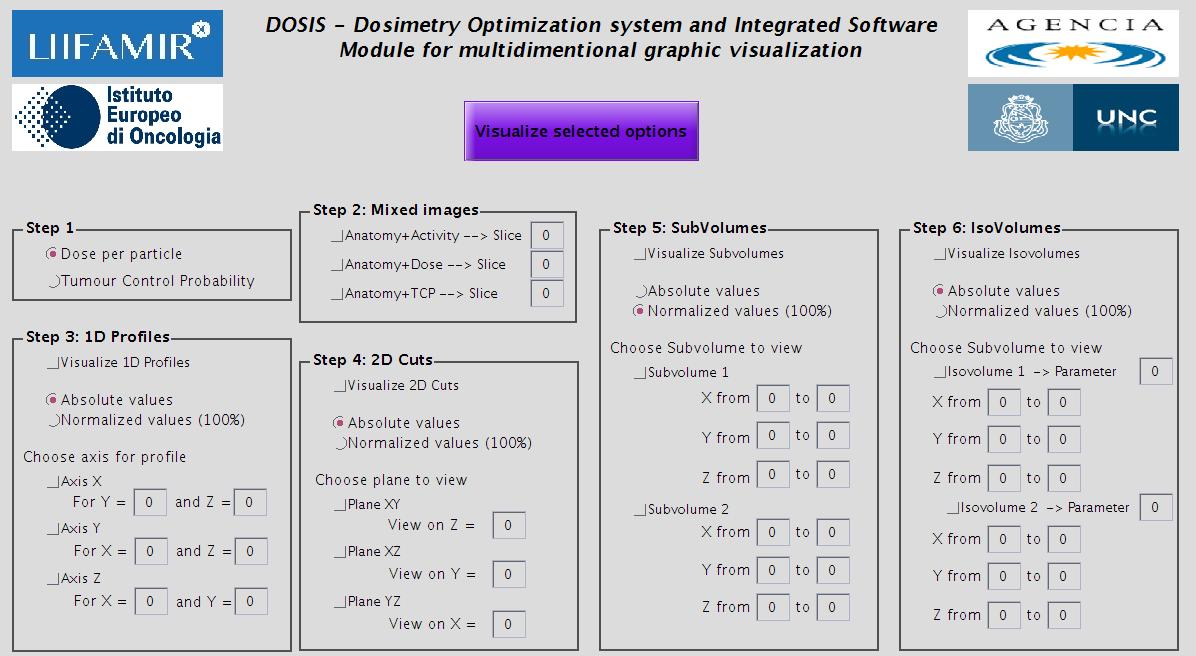 LIIFAMIR X
DOSIS - Dosimetry Optimization system and Integrated Software
Module for multidimentional graphic visualization
AGENCIA
Istituto
Europeo
di Oncologia
Visualize selected options
UNC
Step 1
Dose per particle
Tumour Control Probability
Step 2: Mixed images
Anatomy+Activity --> Slice 0
Anatomy+Dose --> Slice 0
Anatomy+TCP --> Slice 0
Step 3: 1D Profiles
Visualize 1D Profiles
Absolute values
Normalized values (100%)
Choose axis for profile
Axis X
For Y = 0 and Z = 0
Axis Y
For X = 0 and Z = 0
Axis Z
For X = 0 and Y = 0
Step 4: 2D Cuts
Visualize 2D Cuts
Absolute values
Normalized values (100%)
Choose plane to view
Plane XY
View on Z = 0
Plane XZ
View on Y = 0
Plane YZ
View on X = 0
Step 5: SubVolumes
Visualize Subvolumes
Absolute values
Normalized values (100%)
Choose Subvolume to view
Subvolume 1
X from 0 to 0
Y from 0 to 0
Z from 0 to 0
Subvolume 2
X from 0 to 0
Y from 0 to 0
Z from 0 to 0
Step 6: IsoVolumes
Visualize Isovolumes
Absolute values
Normalized values (100%)
Choose Subvolume to view
Isovolume 1 -> Parameter 0
X from 0 to 0
Y from 0 to 0
Z from 0 to 0
Isovolume 2 -> Parameter 0
X from 0 to 0
Y from 0 to 0
Z from 0 to 0